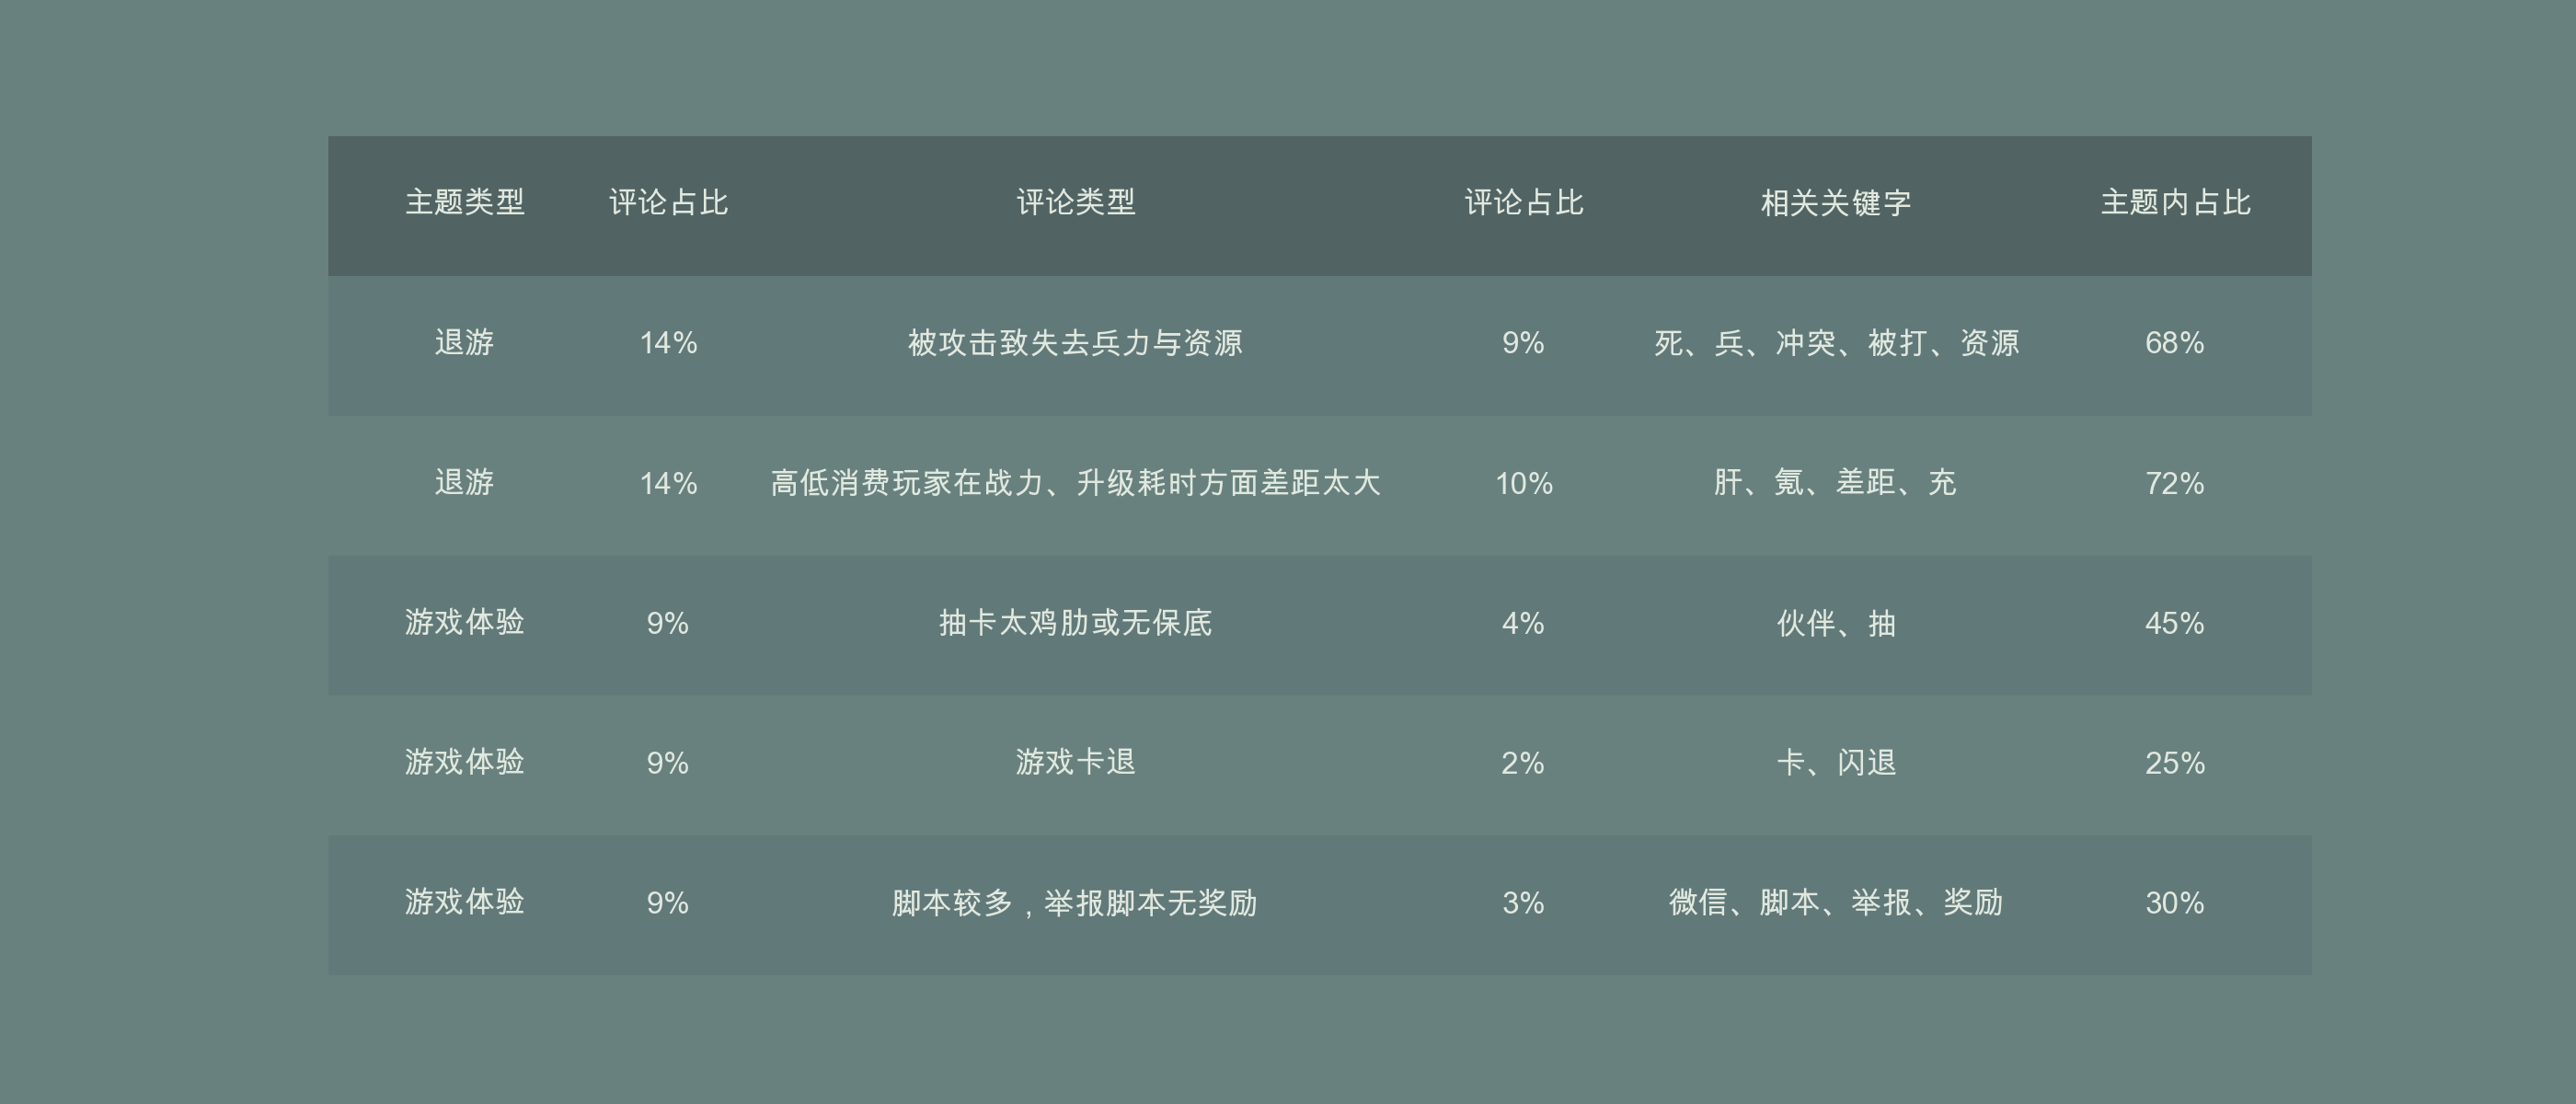 主题类型 评论占比 评论类型 评论占比 相关关键字 主题内占比
退游 14% 被攻击致失去兵力与资源 9% 死、兵、冲突、被打、资源 68%
退游 14% 高低消费玩家在战力、升级耗时方面差距太大 10% 肝、氪、差距、充 72%
游戏体验 9% 抽卡太鸡肋或无保底 4% 伙伴、抽 45%
游戏体验 9% 游戏卡退 2% 卡、闪退 25%
游戏体验 9% 脚本较多，举报脚本无奖励 3% 微信、脚本、举报、奖励 30%